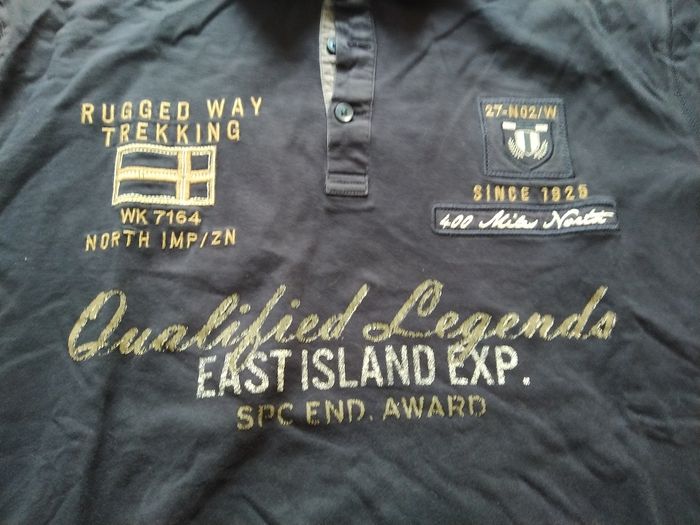 RUGGED WAY
TREKKING
WK 7164
NORTH IMP/ZN
27-N02/W
SINCE 1925
400 Miles North
Qualified Legends
EAST ISLAND EXP.
SPC END. AWARD